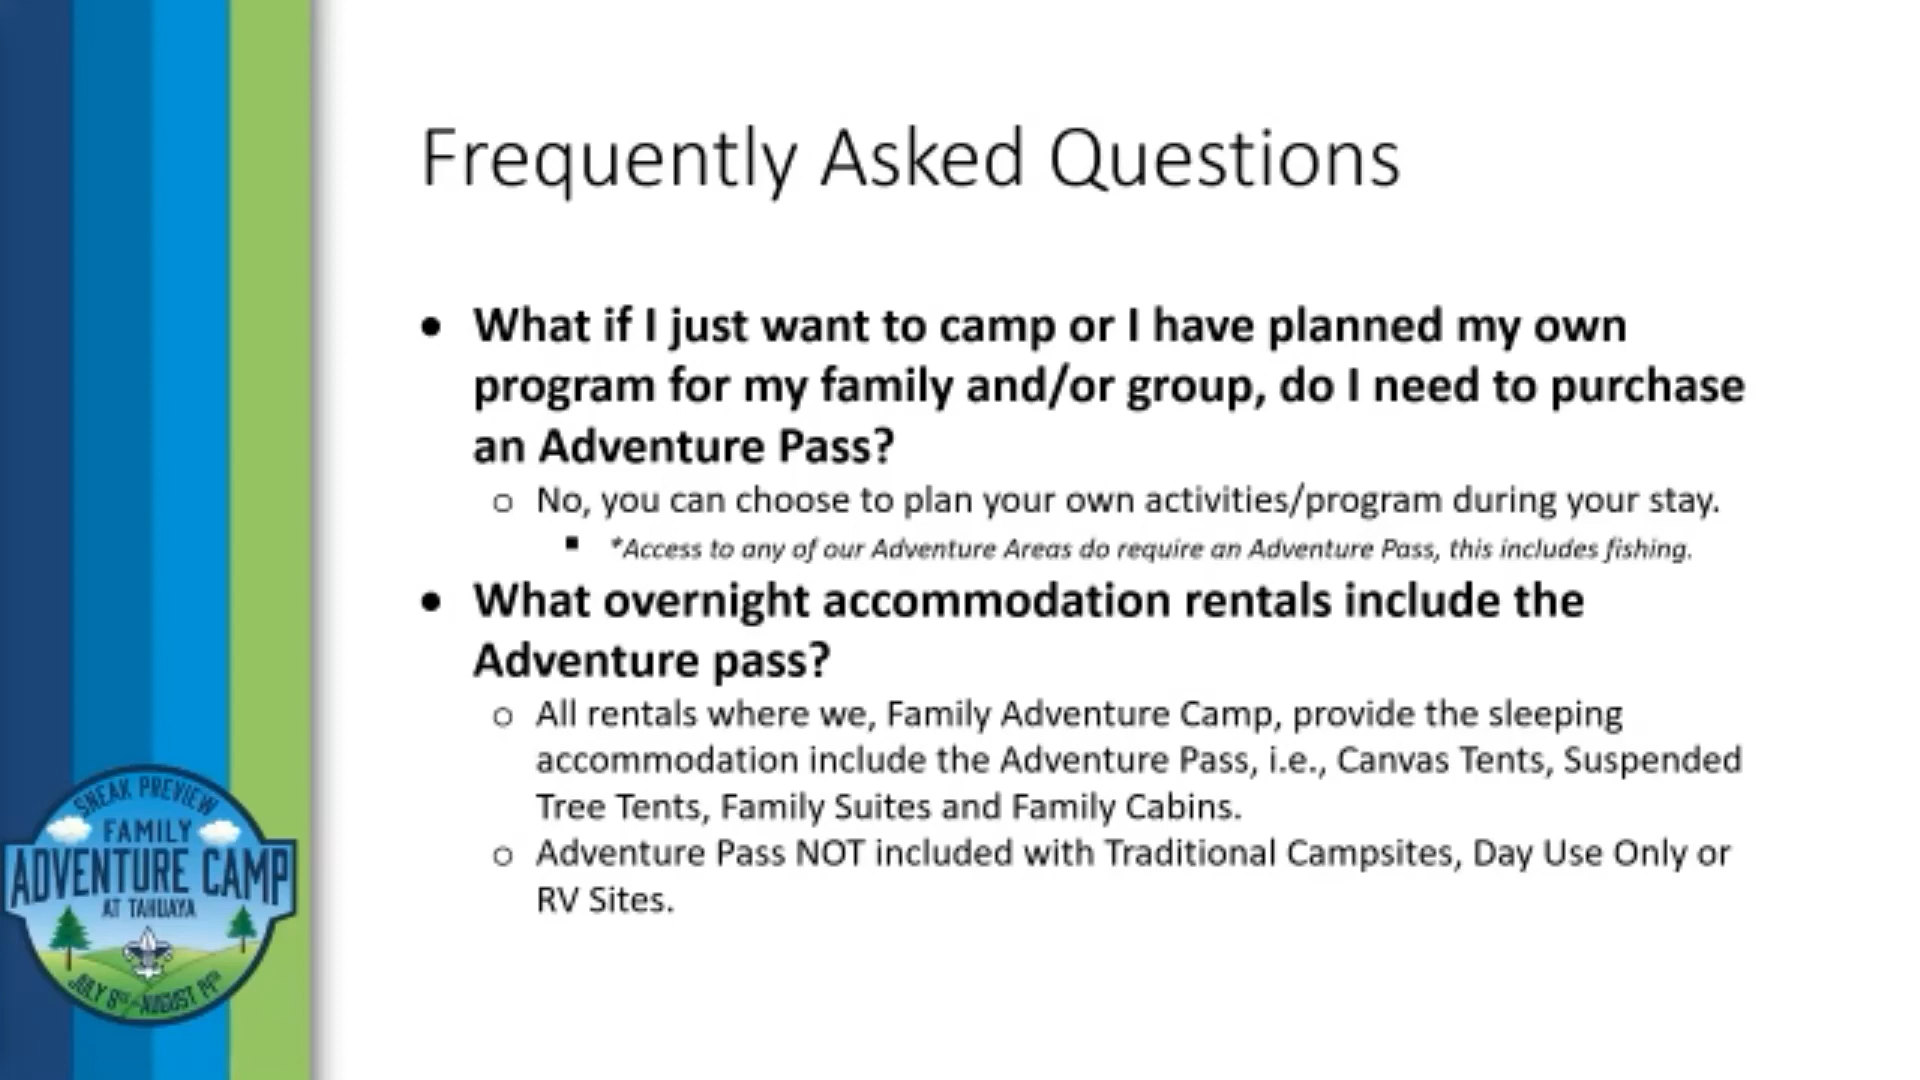 Frequently Asked Questions
• What if I just want to camp or I have planned my own
program for my family and/or group, do I need to purchase
an Adventure Pass?
o No, you can choose to plan your own activities/program during your stay.
▪ *Access to any of our Adventure Areas do require an Adventure Pass, this includes fishing.
• What overnight accommodation rentals include the
Adventure pass?
o All rentals where we, Family Adventure Camp, provide the sleeping
accommodation include the Adventure Pass, i.e., Canvas Tents, Suspended
Tree Tents, Family Suites and Family Cabins.
o Adventure Pass NOT included with Traditional Campsites, Day Use Only or
RV Sites.
SNEAK PREVIEW
FAMILY
ADVENTURE CAMP
AT TAHUAYA
JULY 8TH - AUGUST 14TH